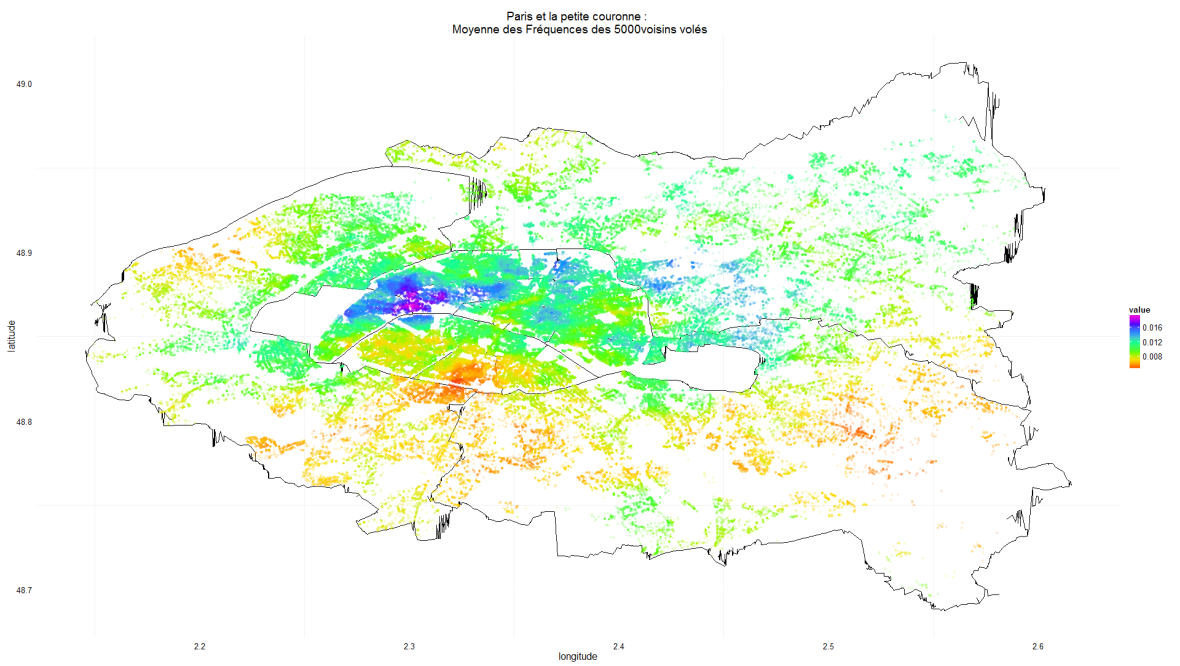 Paris et la petite couronne :
Moyenne des Fréquences des 5000voisins volés
49.0
48.9
48.8
48.7
latitude
2.2
2.3
2.4
2.5
2.6
longitude
value
0.016
0.012
0.008